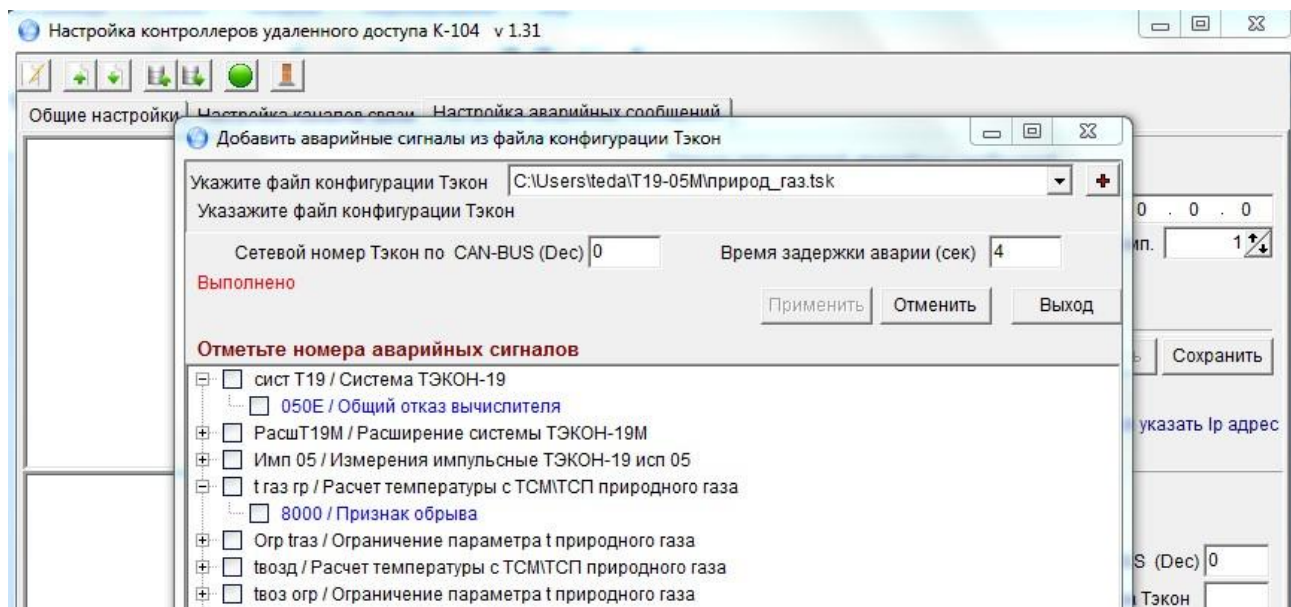 Настройка контроллеров удаленного доступа К-104 v 1.31
Общие настройки Настройка каналов связи Настройка аварийных сообщений
Добавить аварийные сигналы из файла конфигурации Тэкон
Укажите файл конфигурации Тэкон C:\Users\teda\T19-05M\природ_газ.tsk
Указажите файл конфигурации Тэкон
0 . 0 . 0
Сетевой номер Тэкон по CAN-BUS (Dec) 0 Время задержки аварии (сек) 4
1
Выполнено
Применить Отменить Выход
Отметьте номера аварийных сигналов
Сохранить
сист Т19 / Система ТЭКОН-19
050E / Общий отказ вычислителя
РасшТ19М / Расширение системы ТЭКОН-19М
указать Ip адрес
Имп 05 / Измерения импульсные ТЭКОН-19 исп 05
t газ гр / Расчет температуры с ТСМ\ТСП природного газа
8000 / Признак обрыва
Огр tгаз / Ограничение параметра t природного газа
tвозд / Расчет температуры с ТСМ\ТСП природного газа
S (Dec) 0
tвоз огр / Ограничение параметра t природного газа
Тэкон